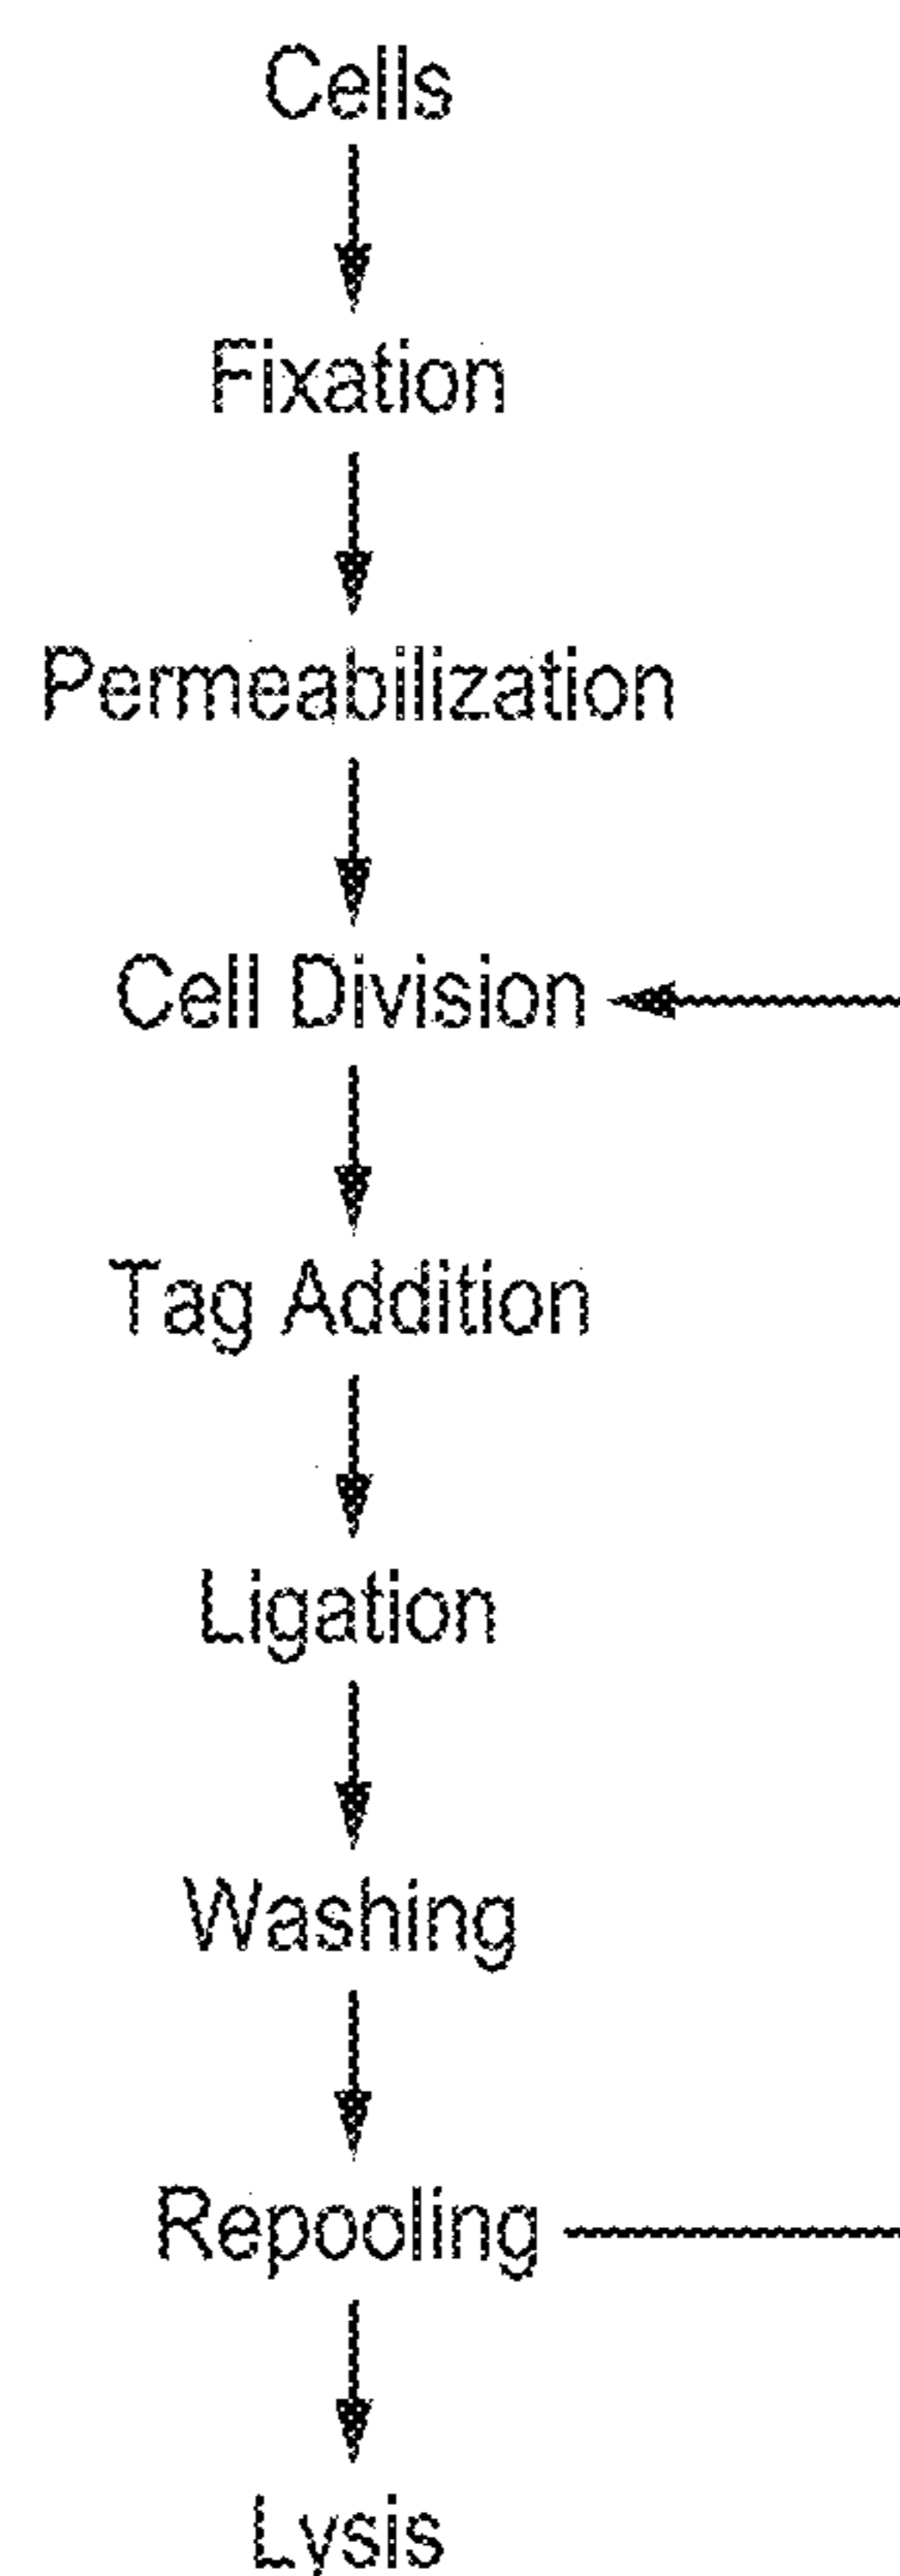 Cells
Fixation
Permeabilization
Cell Division
Tag Addition
Ligation
Washing
Repooling
Lysis